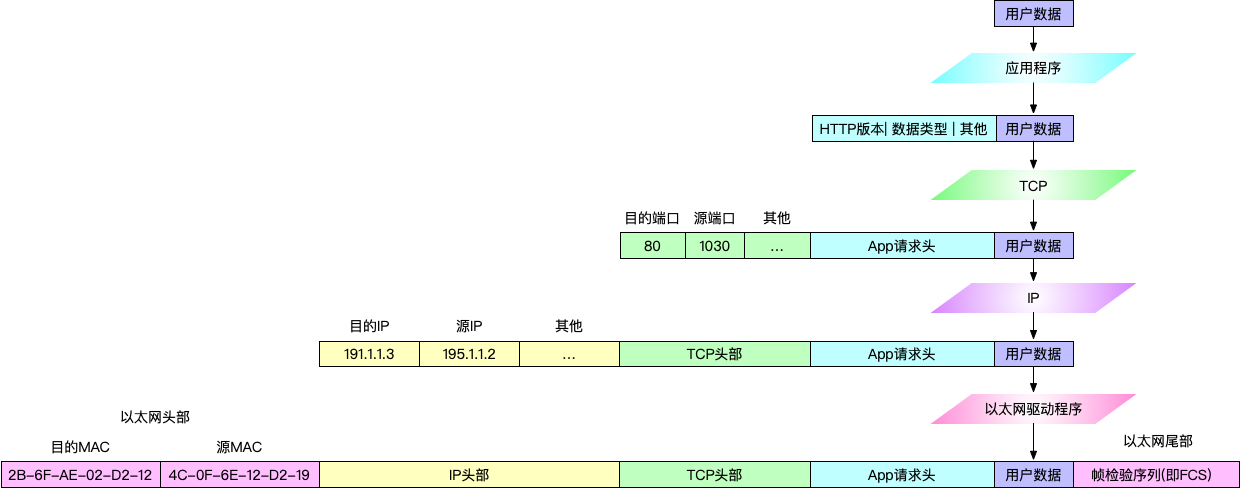 用户数据
应用程序
HTTP版本| 数据类型 | 其他 用户数据
TCP
目的端口 源端口 其他
80 1030 ... App请求头 用户数据
IP
目的IP 源IP 其他
191.1.1.3 195.1.1.2 ... TCP头部 App请求头 用户数据
以太网驱动程序
以太网头部
目的MAC 源MAC 以太网尾部
2B-6F-AE-02-D2-12 4C-0F-6E-12-D2-19 IP头部 TCP头部 App请求头 用户数据 帧检验序列(即FCS)